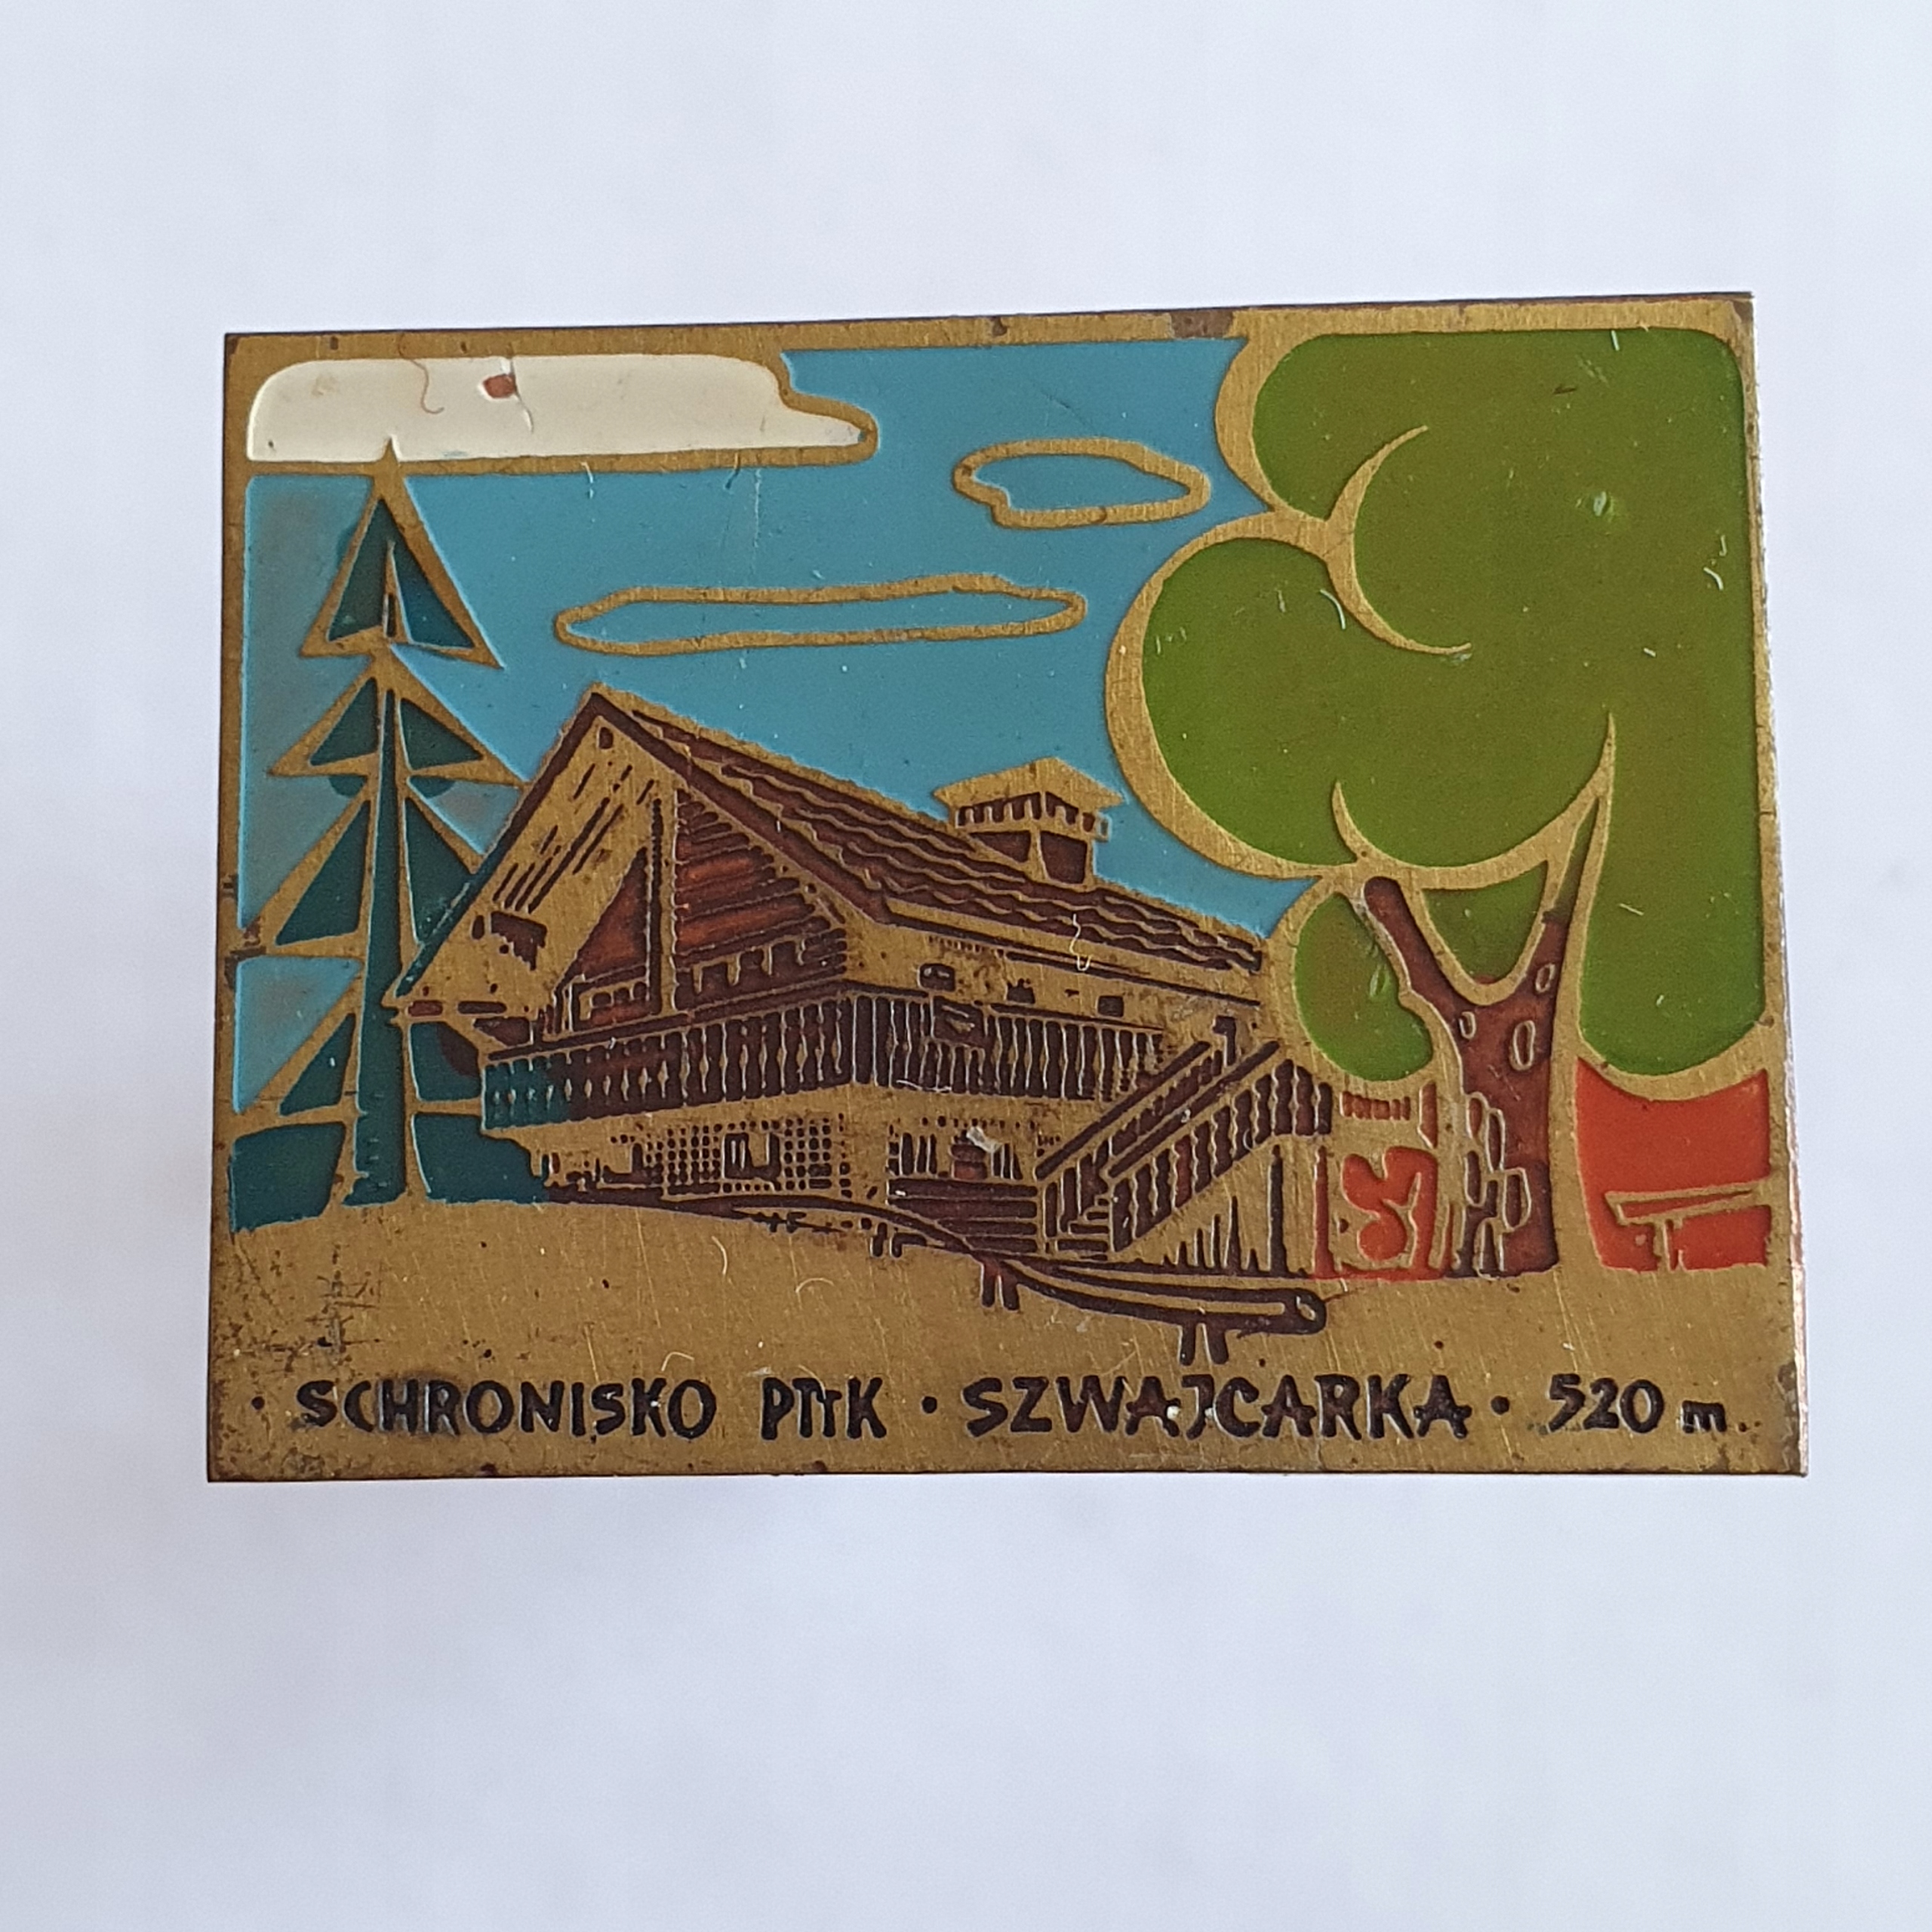 · SCHRONISKO PTTK · SZWAJCARKA · 520 m.